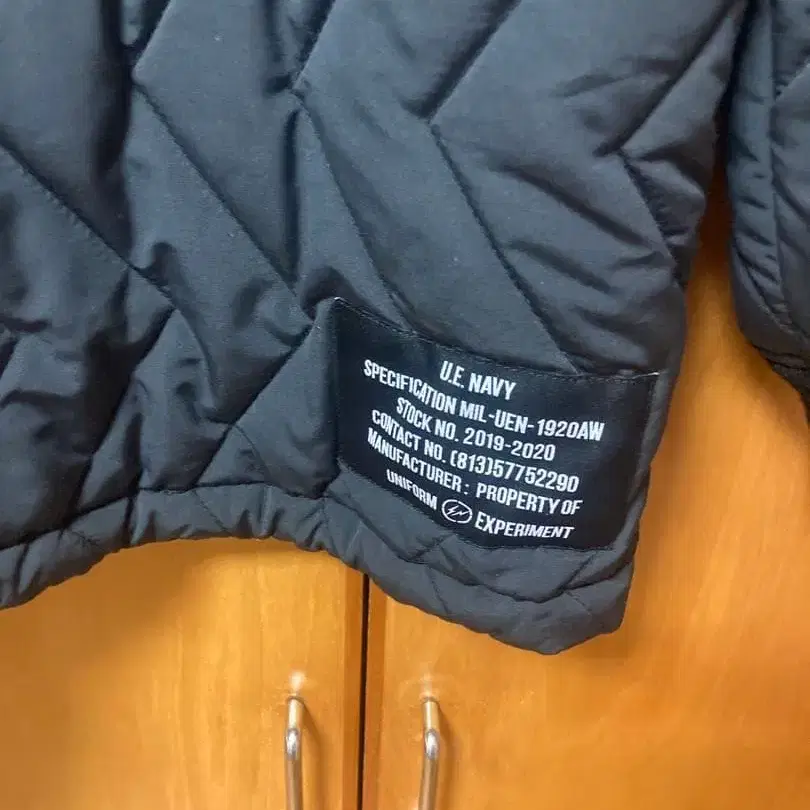 U.E. NAVY
SPECIFICATION MIL-UEN-1920AW
STOCK NO. 2019-2020
CONTACT NO. (813)57752290
MANUFACTURER: PROPERTY OF
UNIFORM EXPERIMENT